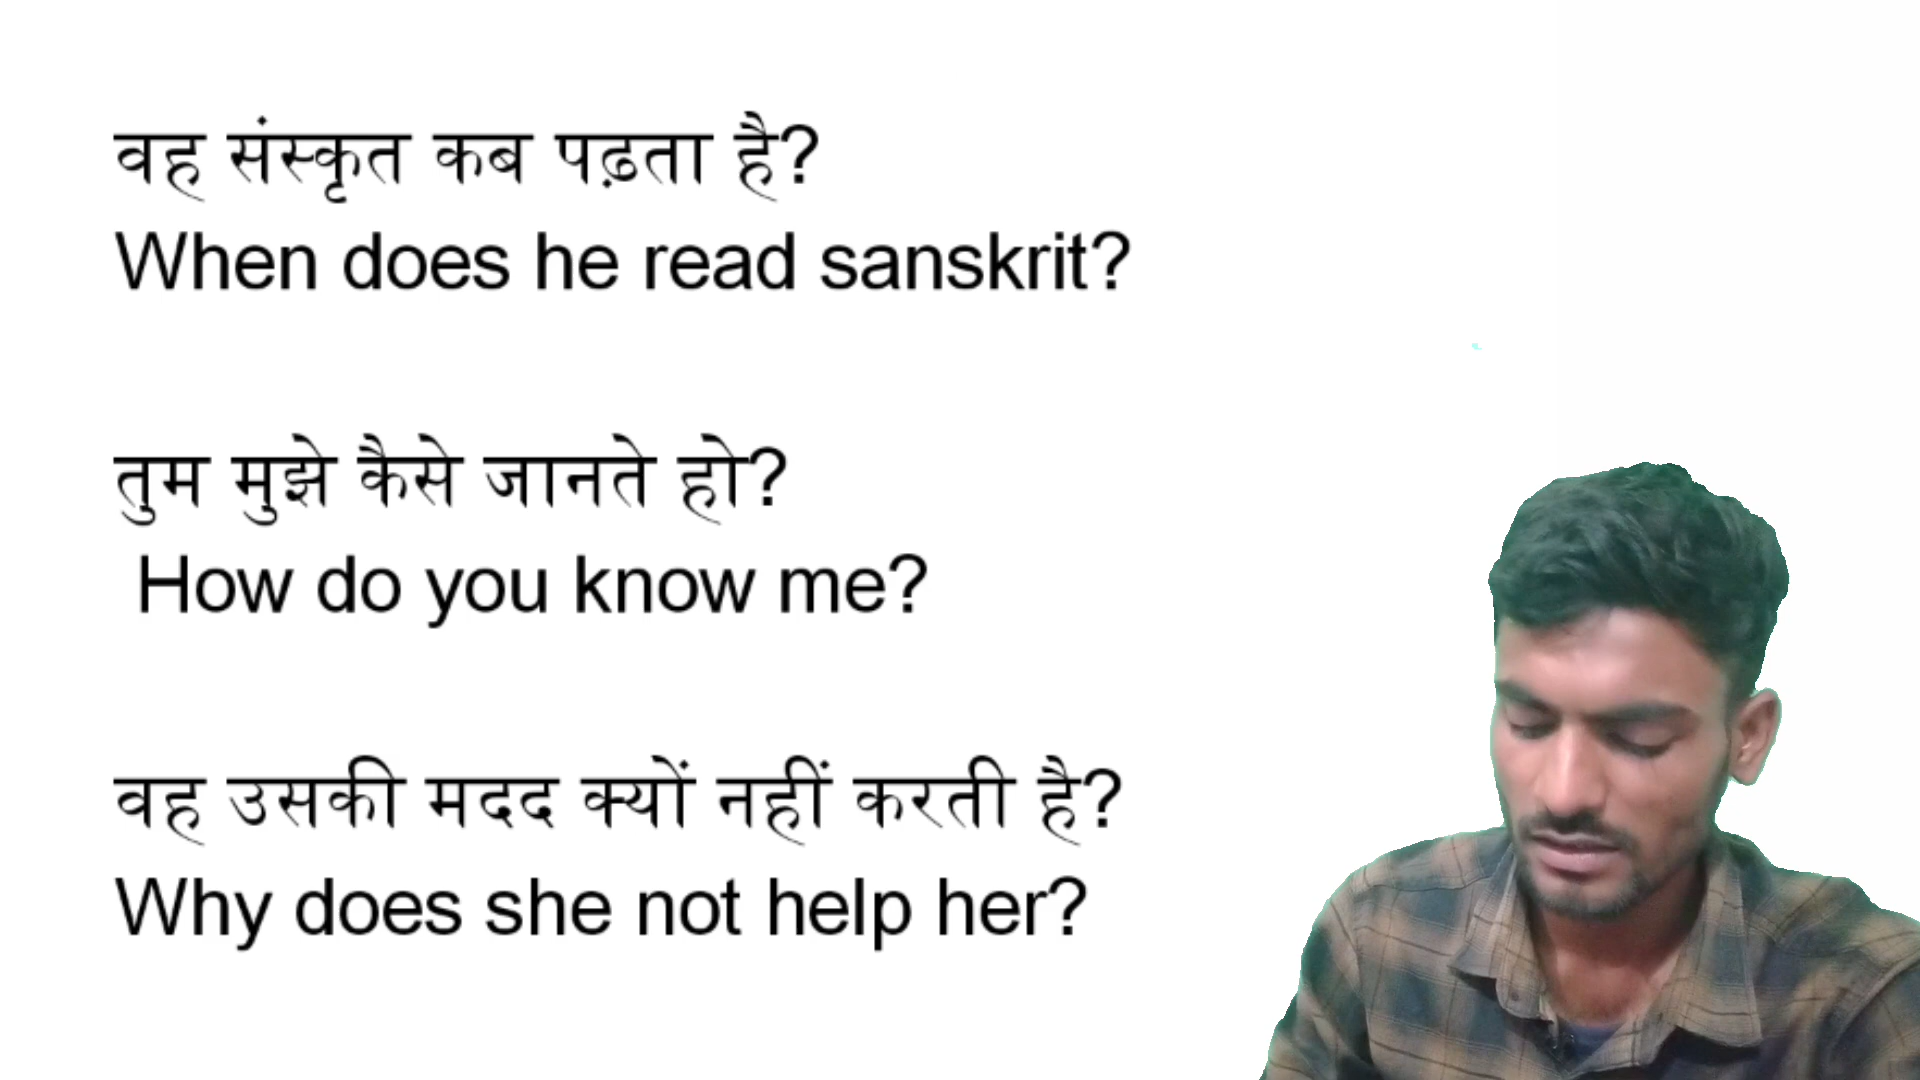 वह संस्कृत कब पढ़ता है?
When does he read sanskrit?
तुम मुझे कैसे जानते हो?
How do you know me?
वह उसकी मदद क्यों नहीं करती है?
Why does she not help her?